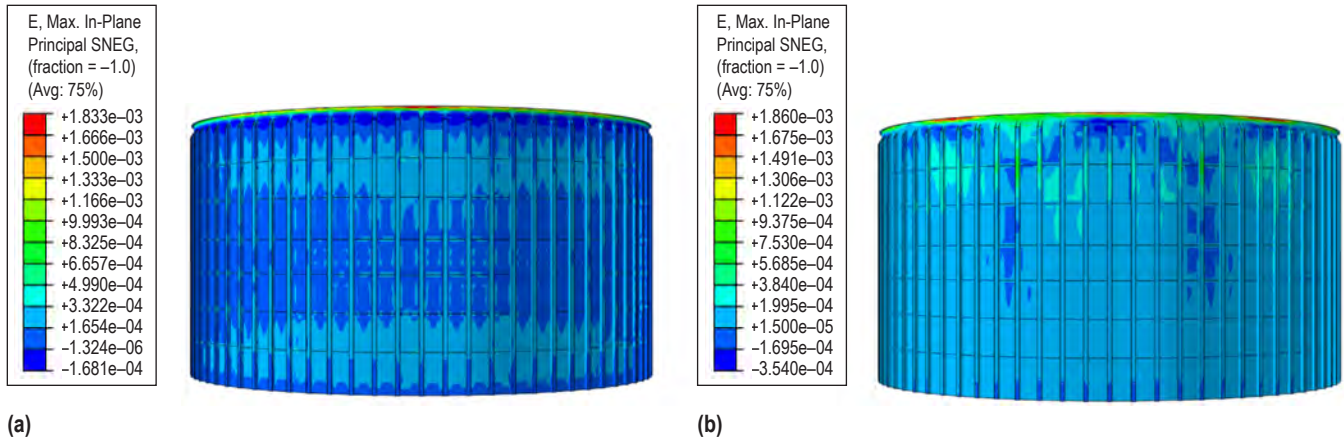 E, Max. In-Plane
Principal SNEG,
(fraction = –1.0)
(Avg: 75%)
+1.833e–03
+1.666e–03
+1.500e–03
+1.333e–03
+1.166e–03
+9.993e–04
+8.325e–04
+6.657e–04
+4.990e–04
+3.322e–04
+1.654e–04
–1.324e–06
–1.681e–04
(a)
E, Max. In-Plane
Principal SNEG,
(fraction = –1.0)
(Avg: 75%)
+1.860e–03
+1.675e–03
+1.491e–03
+1.306e–03
+1.122e–03
+9.375e–04
+7.530e–04
+5.685e–04
+3.840e–04
+1.995e–04
+1.500e–05
–1.695e–04
–3.540e–04
(b)